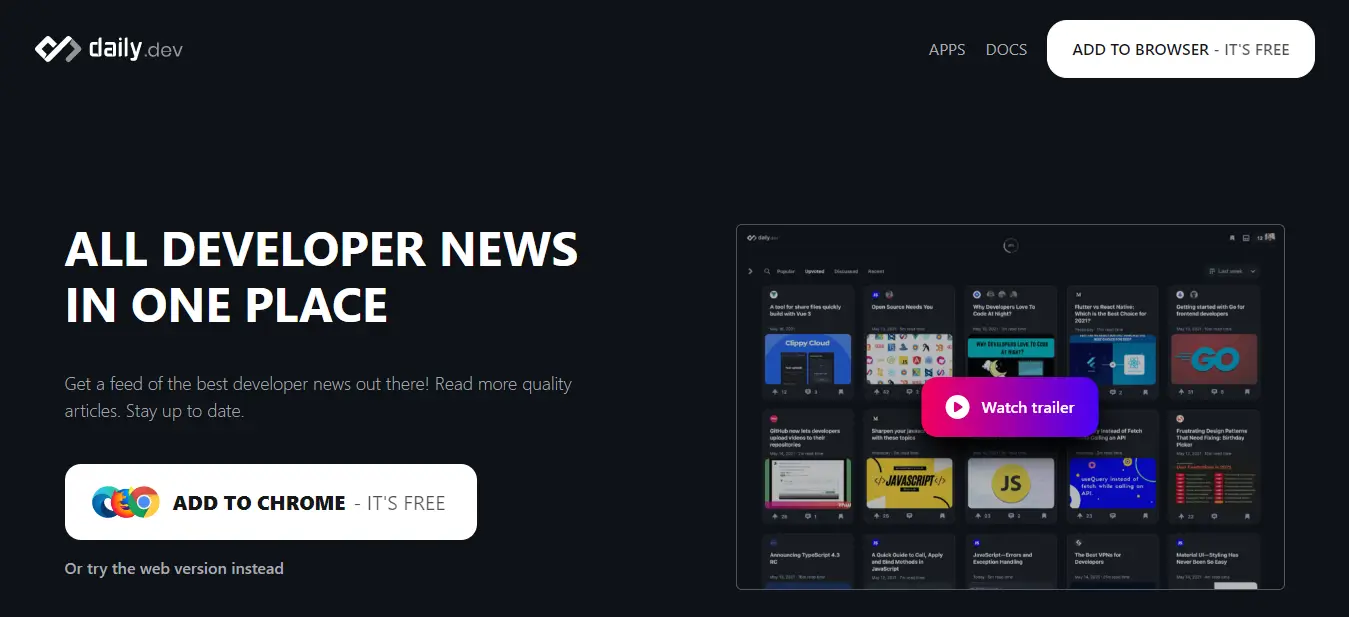 daily.dev
APPS DOCS ADD TO BROWSER - IT'S FREE
ALL DEVELOPER NEWS
IN ONE PLACE
Get a feed of the best developer news out there! Read more quality
articles. Stay up to date.
ADD TO CHROME - IT'S FREE
Or try the web version instead
daily.dev
Popular Upvoted Discussed Recent
Last week
A tool for share files quickly
build with Vue 3
Clippy Cloud
Open Source Needs You
Why Developers Love To
Code At Night?
WHY DEVELOPERS LOVE TO CODE
AT NIGHT?
Flutter vs React Native:
Which is the Best Choice for
2021?
Getting started with Go for
frontend developers
GO
Watch trailer
GitHub now lets developers
upload videos to their
repositories
Sharpen your
with these topics
</JAVASCRIPT>
JS
Instead of Fetch
Calling an API
useQuery instead of
fetch while calling an
API.
Frustrating Design Patterns
That Need Fixing: Birthday
Picker
Announcing TypeScript 4.3
RC
A Quick Guide to Call, Apply
and Bind Methods in
JavaScript
JavaScript—Errors and
Exception Handling
The Best VPNs for
Developers
Material UI—Styling Has
Never Been So Easy